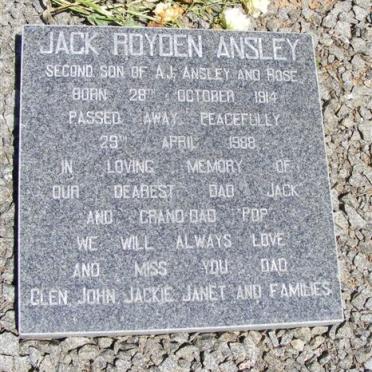 JACK ROYDEN ANSLEY
SECOND SON OF A.J. ANSLEY AND ROSE
BORN 28TH OCTOBER 1914
PASSED AWAY PEACEFULLY
29TH APRIL 1988
IN LOVING MEMORY OF
OUR DEAREST DAD JACK
AND GRAND-DAD 'POP'
WE WILL ALWAYS LOVE
AND MISS YOU DAD
GLEN, JOHN, JACKIE, JANET AND FAMILIES